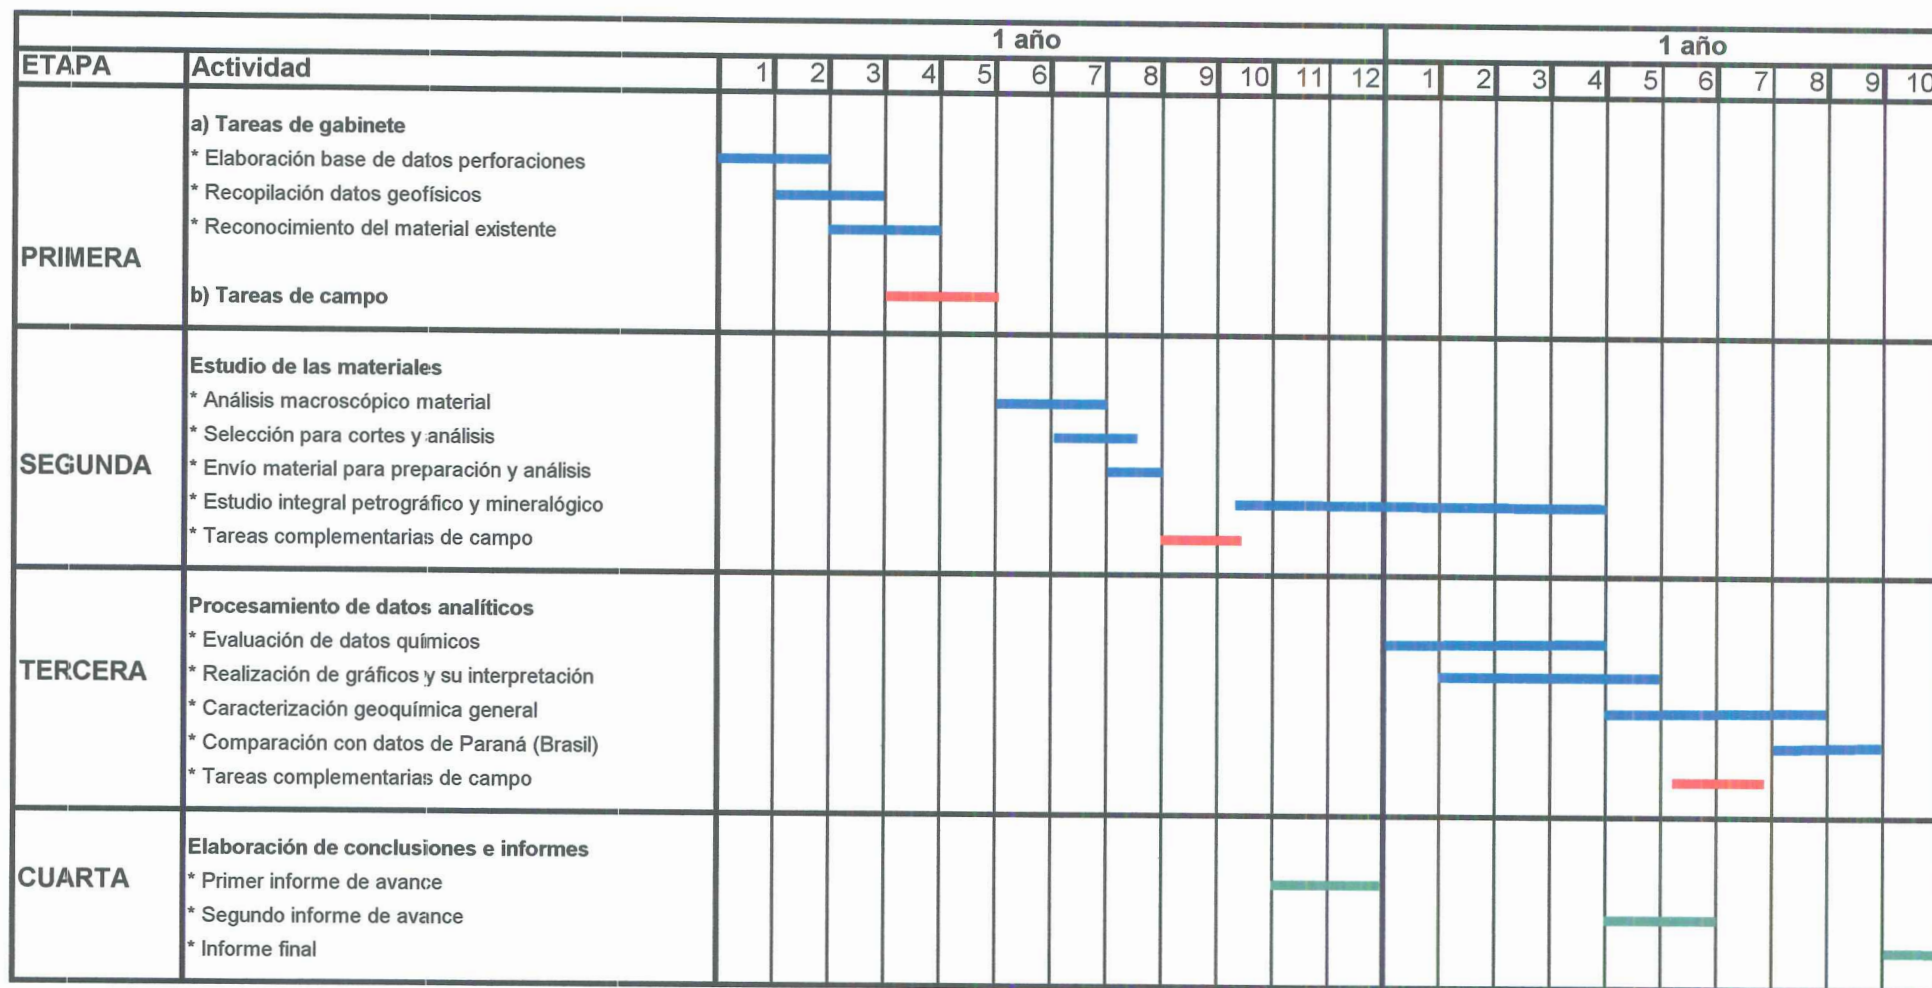 1 año 1 año
ETAPA Actividad 1 2 3 4 5 6 7 8 9 10 11 12 1 2 3 4 5 6 7 8 9 10
a) Tareas de gabinete
* Elaboración base de datos perforaciones
* Recopilación datos geofísicos
* Reconocimiento del material existente
PRIMERA
b) Tareas de campo
Estudio de las materiales
* Análisis macroscópico material
* Selección para cortes y análisis
SEGUNDA
* Envío material para preparación y análisis
* Estudio integral petrográfico y mineralógico
* Tareas complementarias de campo
Procesamiento de datos analíticos
* Evaluación de datos químicos
TERCERA
* Realización de gráficos y su interpretación
* Caracterización geoquímica general
* Comparación con datos de Paraná (Brasil)
* Tareas complementarias de campo
Elaboración de conclusiones e informes
CUARTA
* Primer informe de avance
* Segundo informe de avance
* Informe final